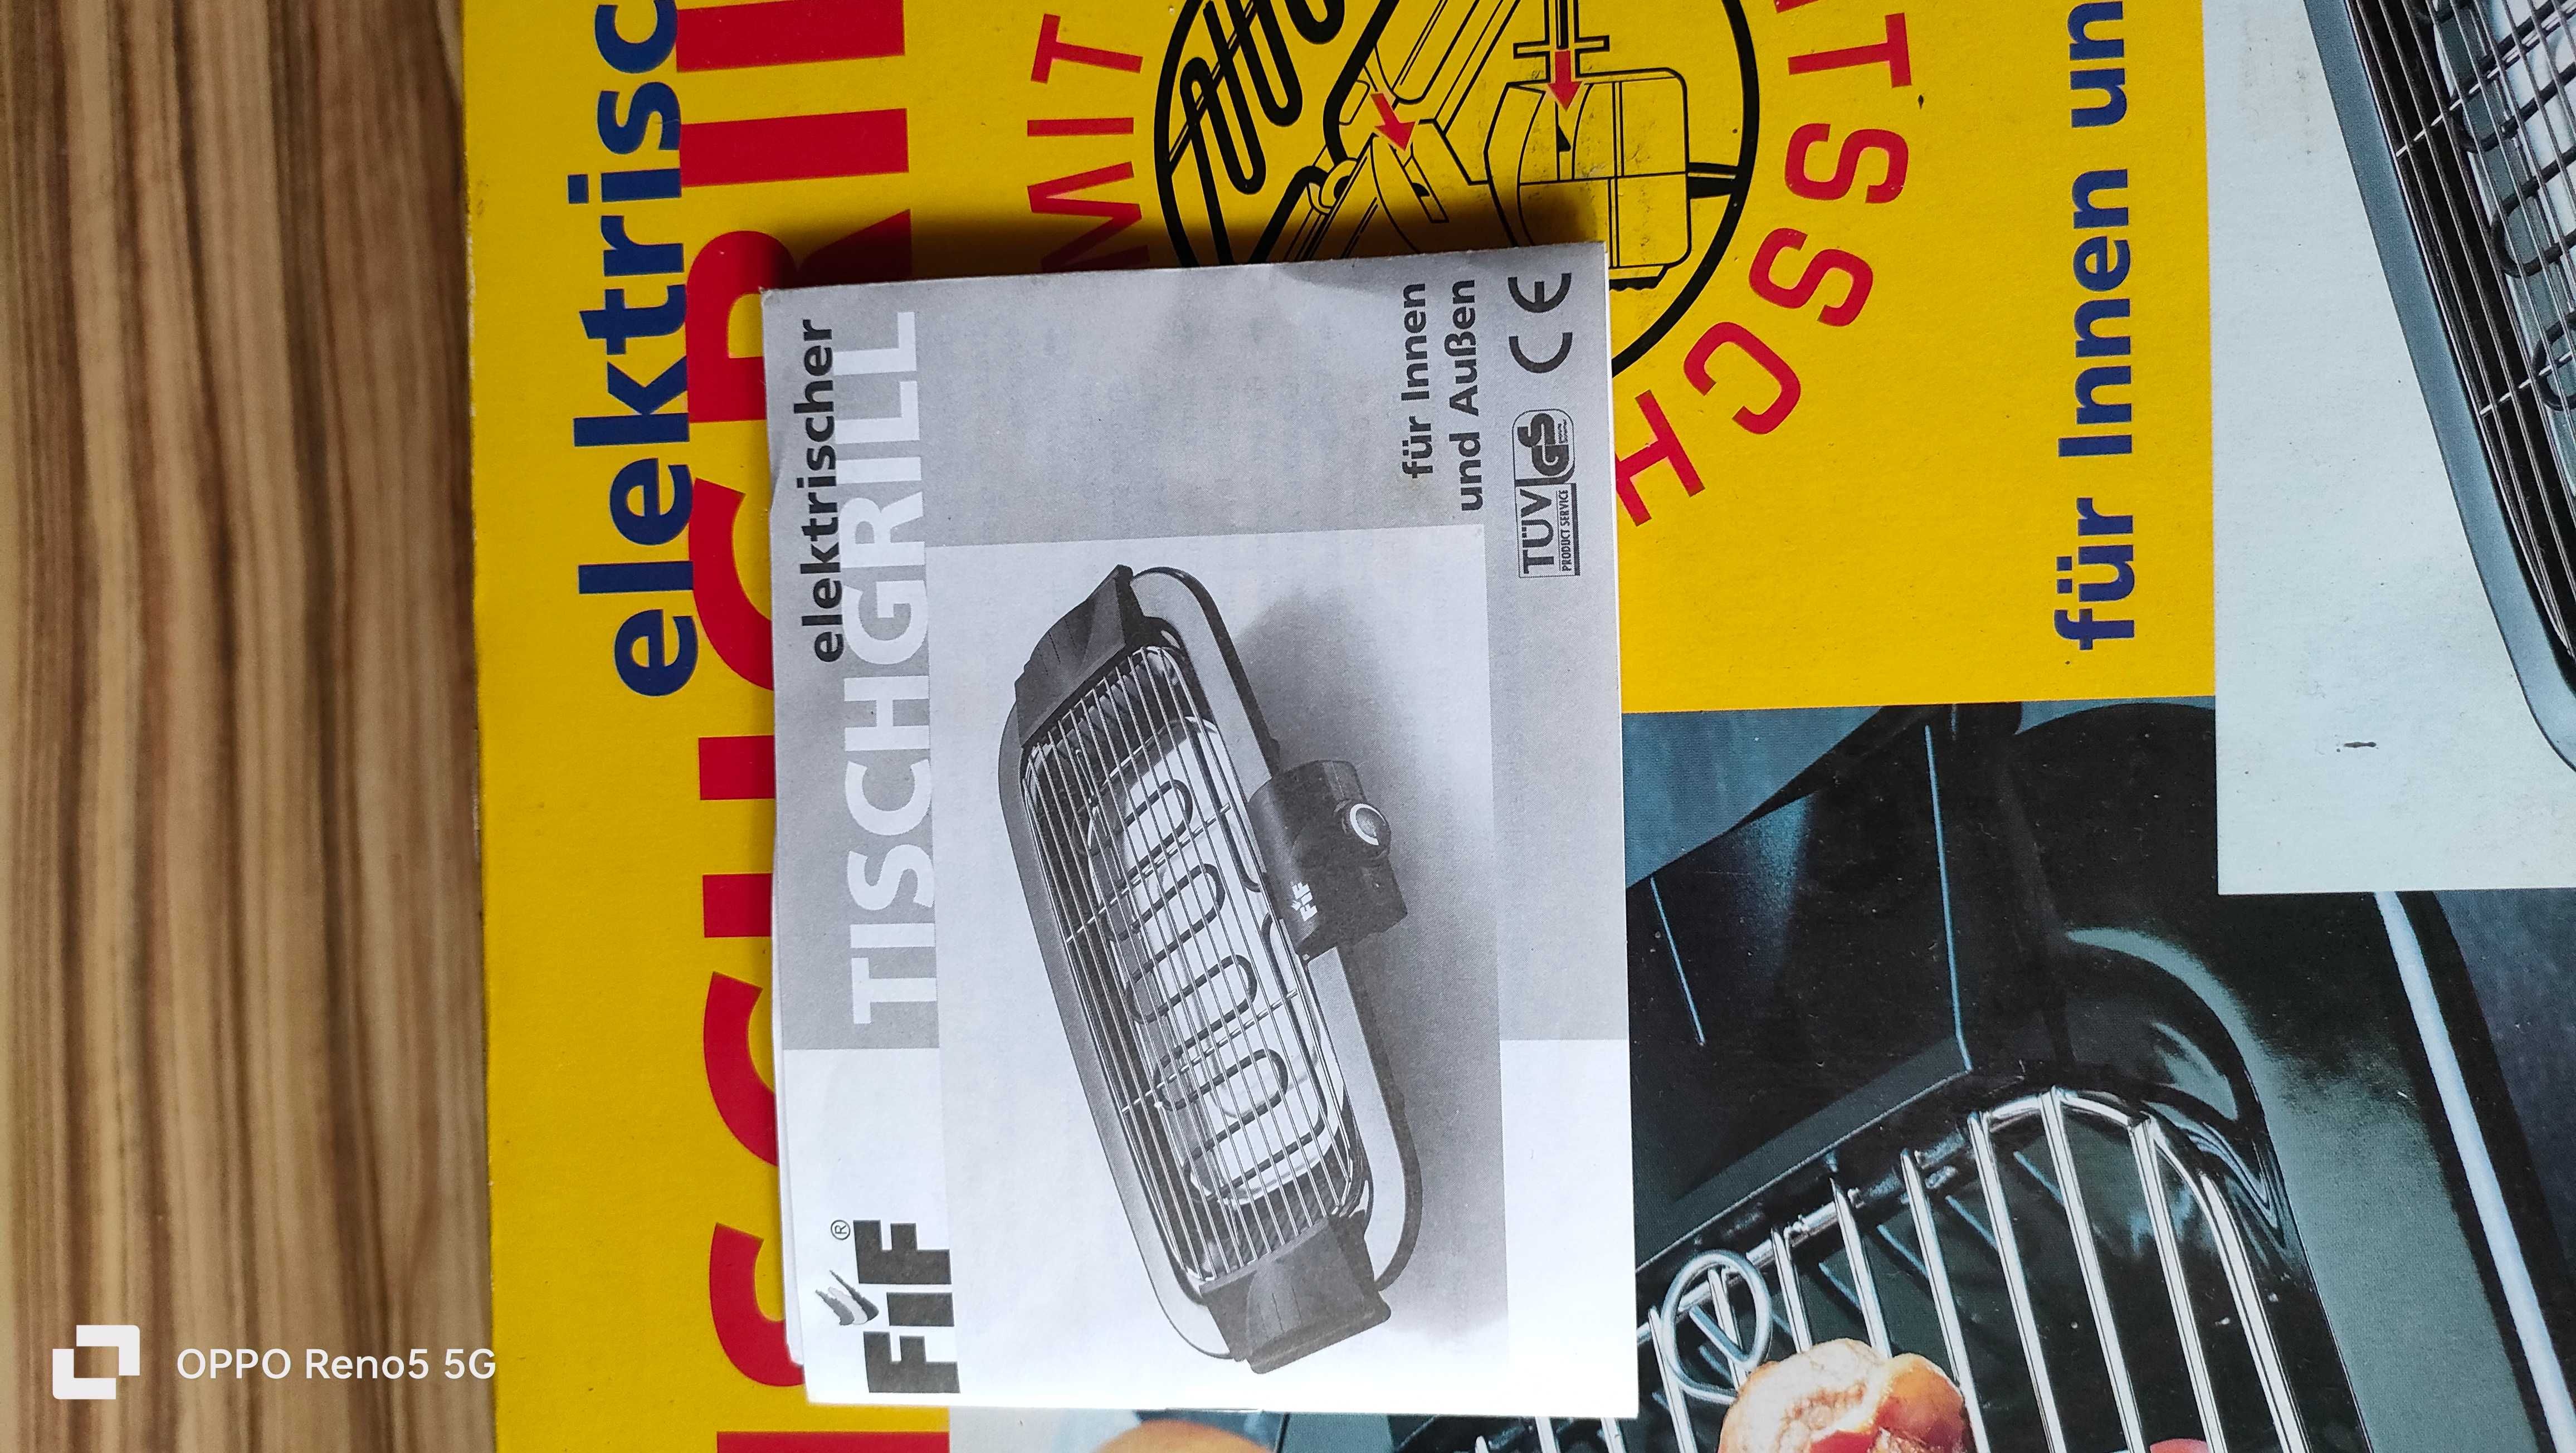 elektrisc
MIT
für Innen un
elektrischer
TISCHGRILL
für Innen
und Außen
CE
TÜV GS
PRODUCT SERVICE
FiF®
FiF
OPPO Reno5 5G